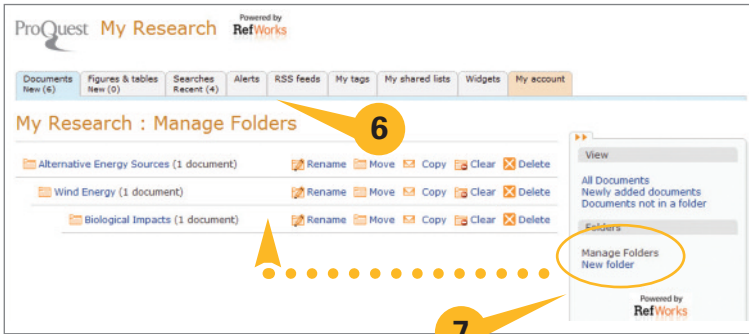 ProQuest My Research Powered by RefWorks
Documents New (6) Figures & tables New (0) Searches Recent (4) Alerts RSS feeds My tags My shared lists Widgets My account
6
My Research : Manage Folders
Alternative Energy Sources (1 document) Rename Move Copy Clear Delete
Wind Energy (1 document) Rename Move Copy Clear Delete
Biological Impacts (1 document) Rename Move Copy Clear Delete
View
All Documents
Newly added documents
Documents not in a folder
Folders
Manage Folders
New folder
Powered by
RefWorks
7